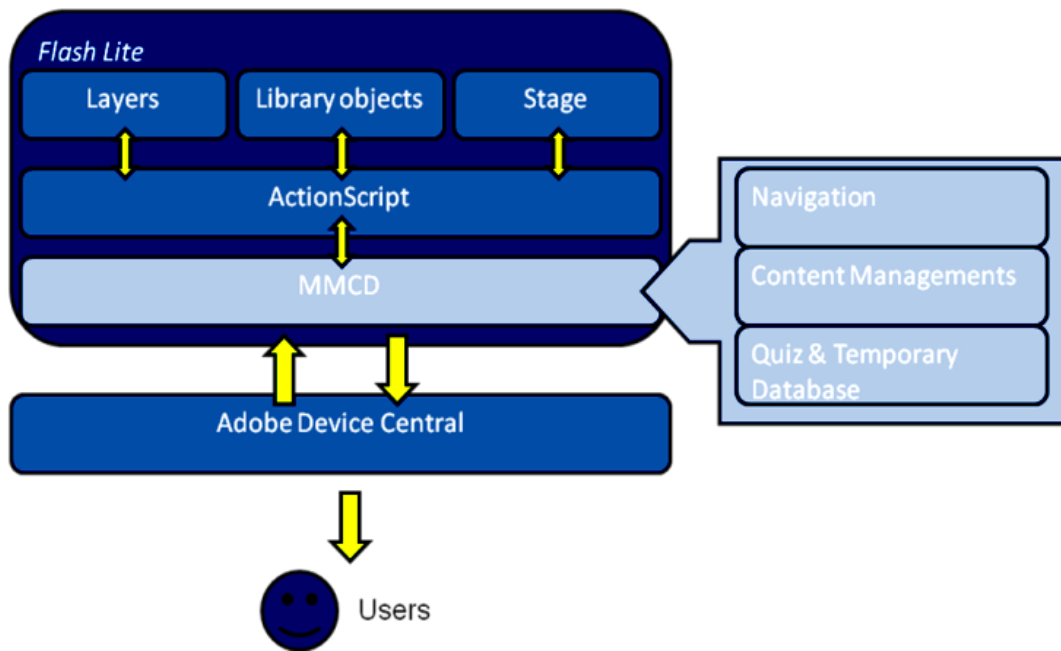 Flash Lite
Layers
Library objects
Stage
ActionScript
MMCD
Navigation
Content Managements
Quiz & Temporary
Database
Adobe Device Central
Users